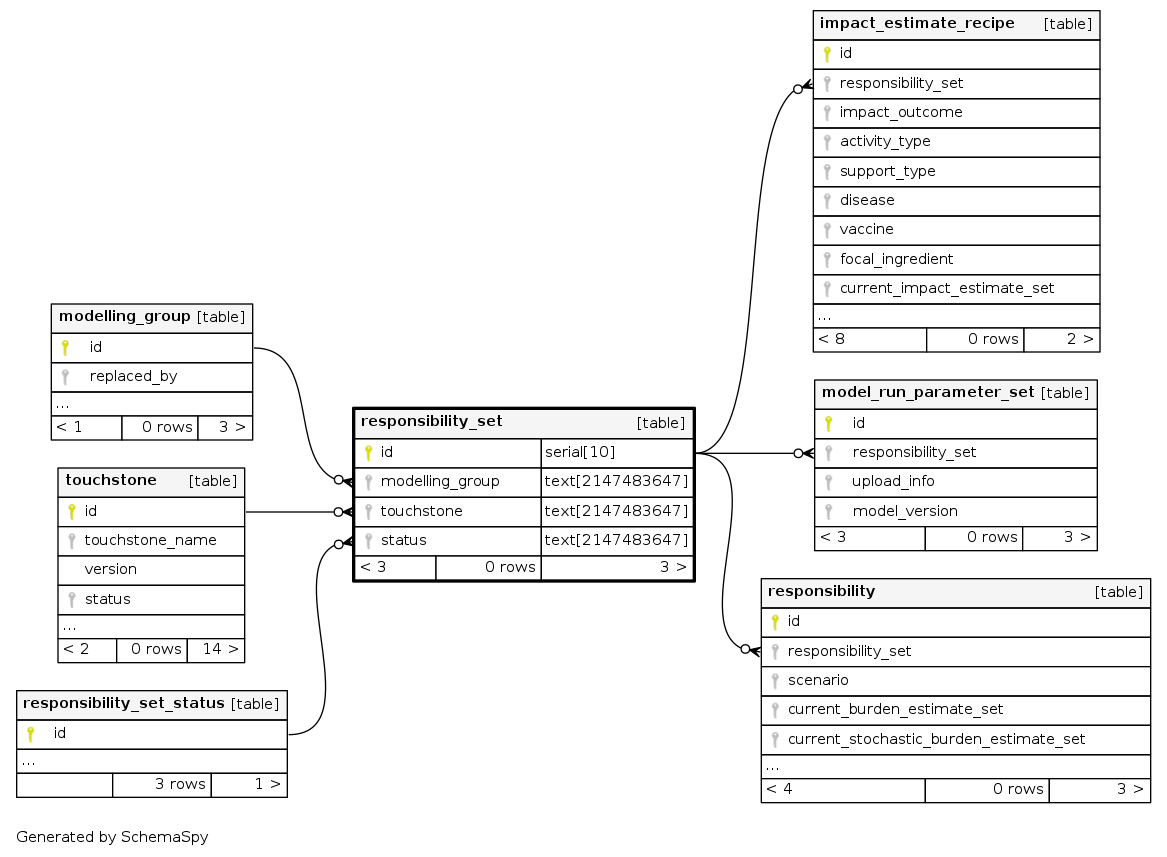 impact_estimate_recipe [table]
id
responsibility_set
impact_outcome
activity_type
support_type
disease
vaccine
focal_ingredient
current_impact_estimate_set
...
< 8 0 rows 2 >
modelling_group [table]
id
replaced_by
...
< 1 0 rows 3 >
touchstone [table]
id
touchstone_name
version
status
...
< 2 0 rows 14 >
responsibility_set_status [table]
id
...
3 rows 1 >
responsibility_set [table]
id serial[10]
modelling_group text[2147483647]
touchstone text[2147483647]
status text[2147483647]
< 3 0 rows 3 >
model_run_parameter_set [table]
id
responsibility_set
upload_info
model_version
< 3 0 rows 3 >
responsibility [table]
id
responsibility_set
scenario
current_burden_estimate_set
current_stochastic_burden_estimate_set
...
< 4 0 rows 3 >
Generated by SchemaSpy